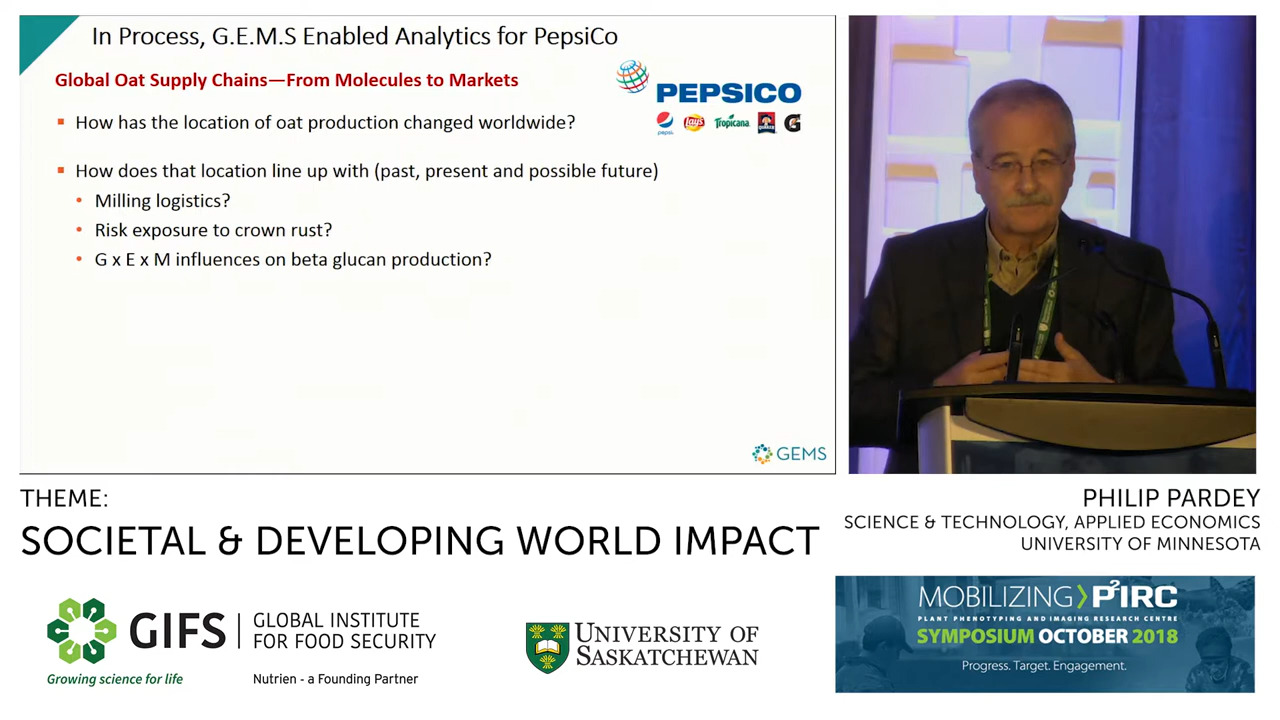 In Process, G.E.M.S Enabled Analytics for PepsiCo
Global Oat Supply Chains—From Molecules to Markets
PEPSICO
pepsi
Lay's
Tropicana
QUAKER
G
▪ How has the location of oat production changed worldwide?
▪ How does that location line up with (past, present and possible future)
• Milling logistics?
• Risk exposure to crown rust?
• G x E x M influences on beta glucan production?
GEMS
THEME:
SOCIETAL & DEVELOPING WORLD IMPACT
PHILIP PARDEY
SCIENCE & TECHNOLOGY, APPLIED ECONOMICS
UNIVERSITY OF MINNESOTA
GIFS
GLOBAL INSTITUTE
FOR FOOD SECURITY
Growing science for life
Nutrien - a Founding Partner
UNIVERSITY OF
SASKATCHEWAN
MOBILIZING P²IRC
PLANT PHENOTYPING AND IMAGING RESEARCH CENTRE
SYMPOSIUM OCTOBER 2018
Progress. Target. Engagement.